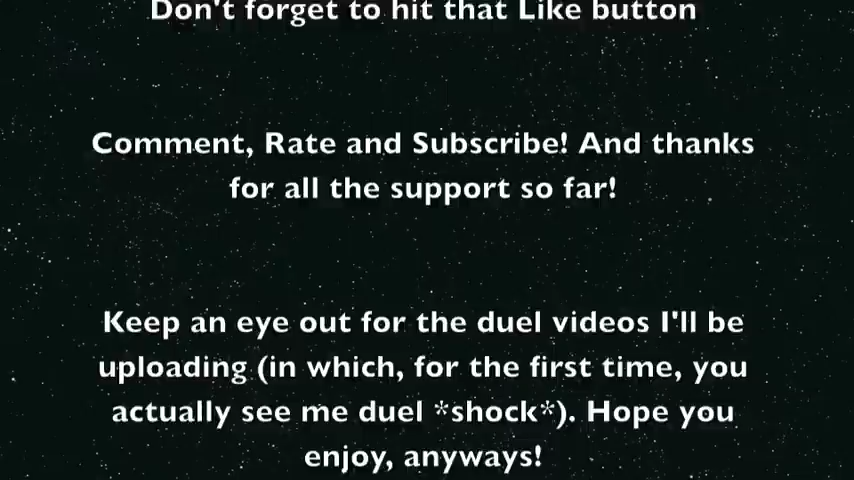 Don't forget to hit that Like button
Comment, Rate and Subscribe! And thanks
for all the support so far!
Keep an eye out for the duel videos I'll be
uploading (in which, for the first time, you
actually see me duel *shock*). Hope you
enjoy, anyways!